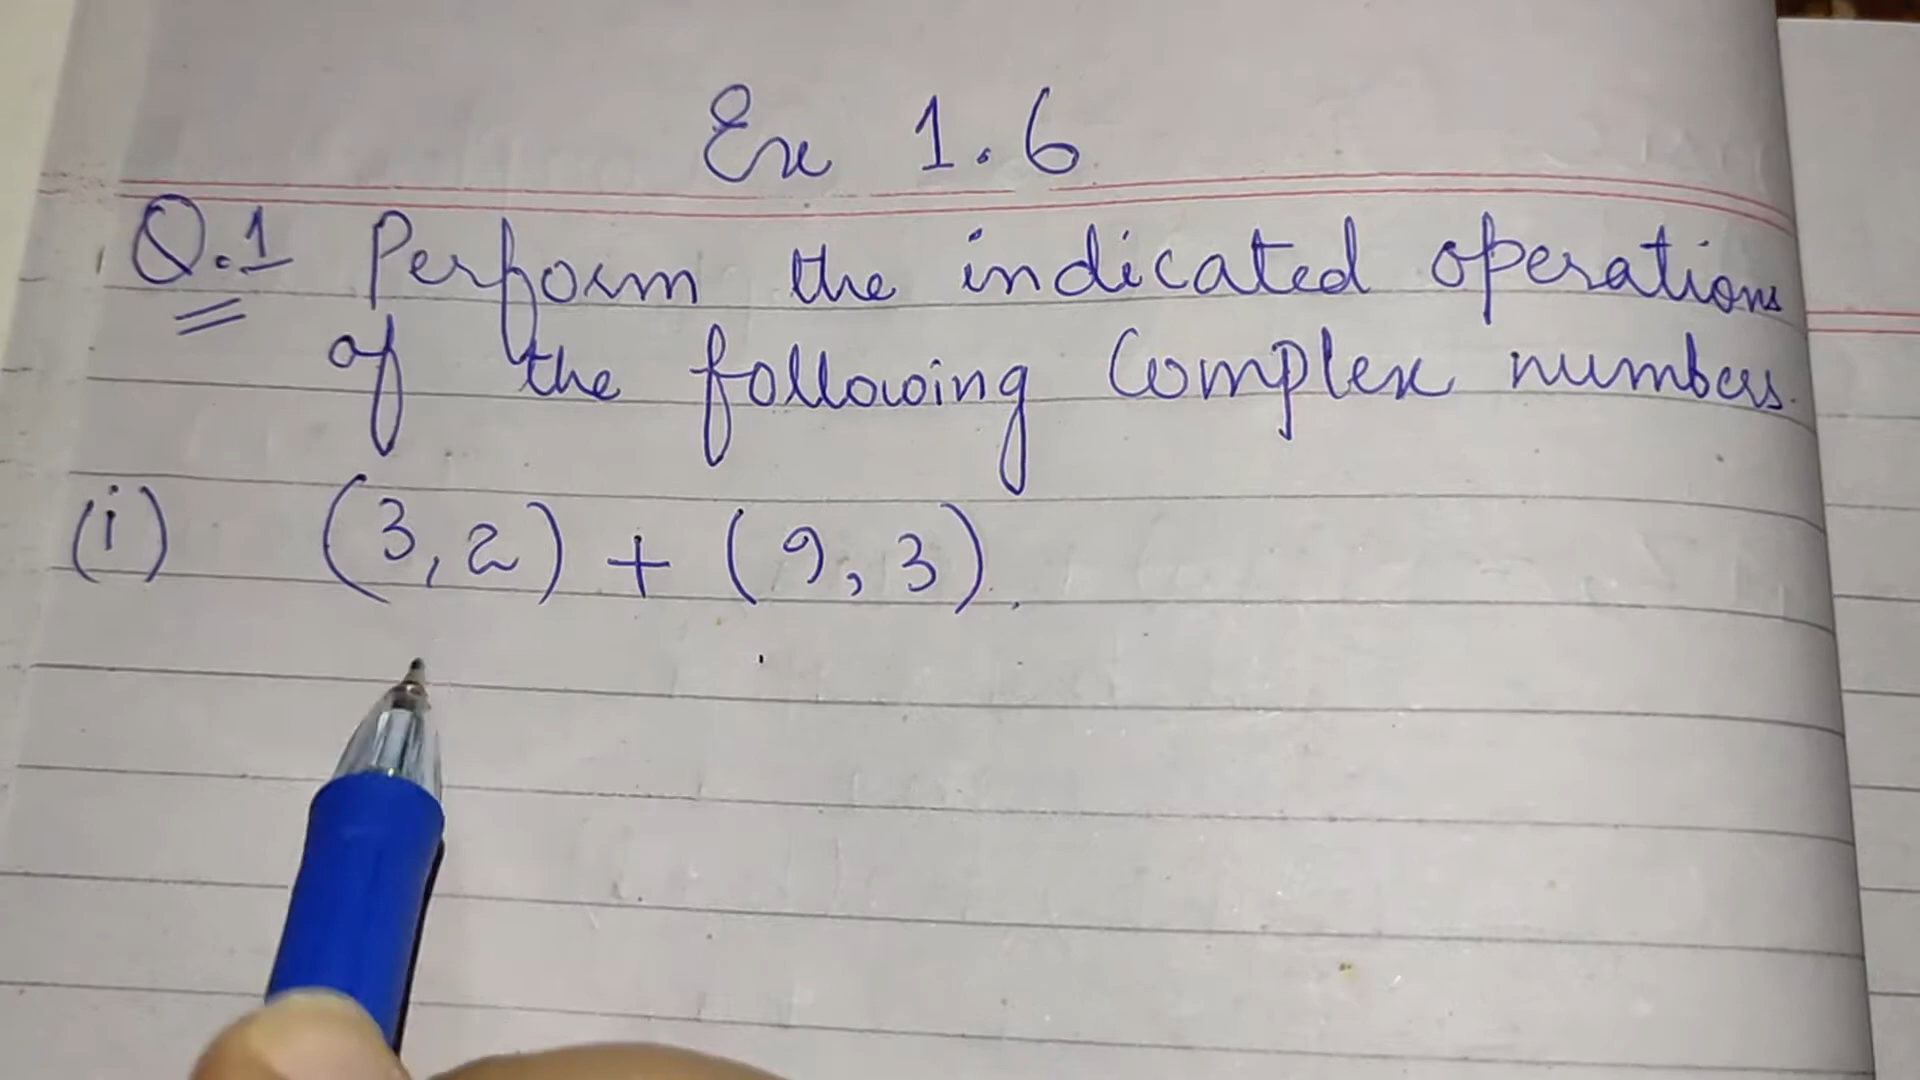 Ex 1.6
Q.1 Perform the indicated operations
of the following Complex numbers.
(i) (3,2) + (9,3).